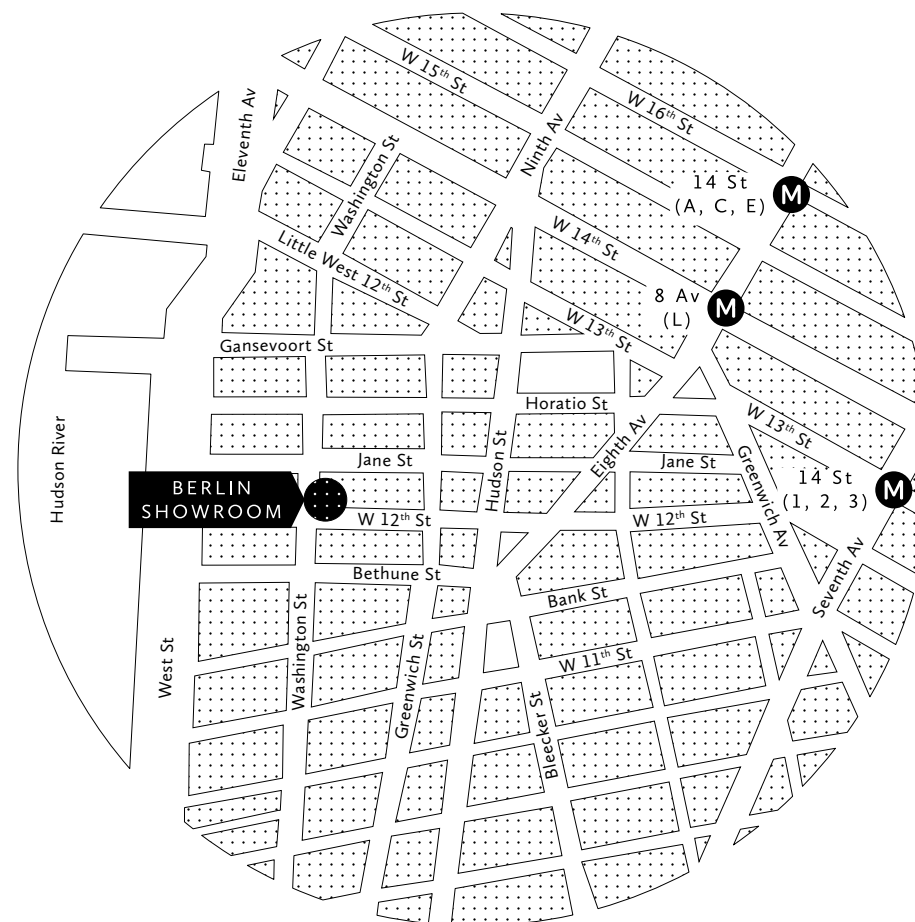 W 15th St
W 16th St
Eleventh Av
Ninth Av
Washington St
14 St
(A, C, E)
M
Little West 12th St
W 14th St
8 Av
(L)
M
W 13th St
Gansevoort St
Horatio St
W 13th St
Eighth Av
Hudson River
Jane St
Hudson St
Jane St
Greenwich Av
14 St
(1, 2, 3)
M
BERLIN
SHOWROOM
W 12th St
W 12th St
Bethune St
Seventh Av
Bank St
West St
Washington St
Greenwich St
W 11th St
Bleecker St